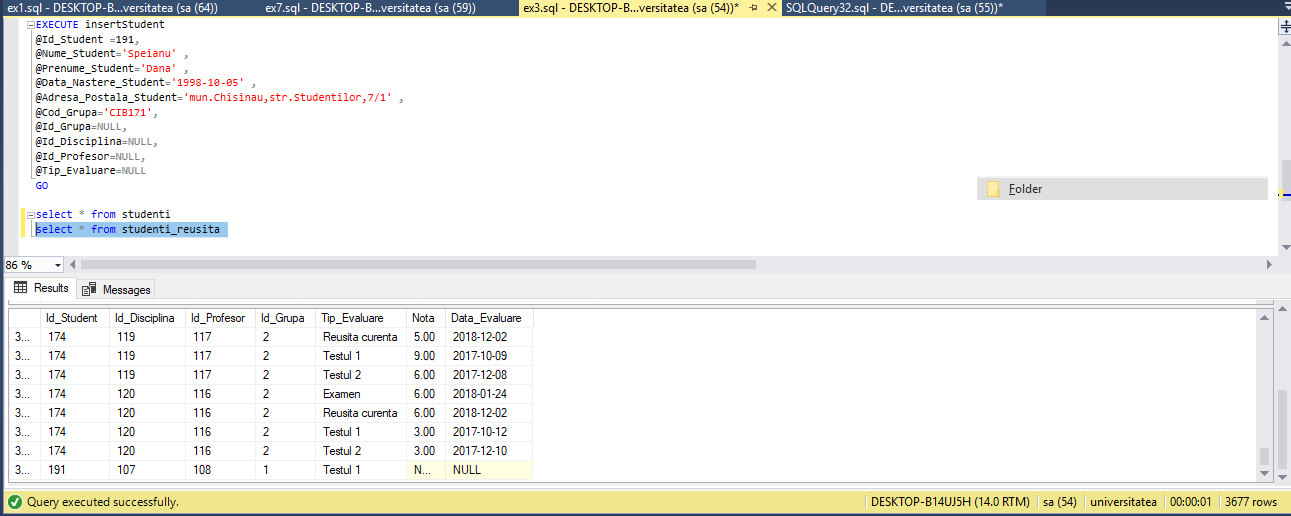 ex1.sql - DESKTOP-B...versitatea (sa (64)) ex7.sql - DESKTOP-B...versitatea (sa (59)) ex3.sql - DESKTOP-B...versitatea (sa (54))* SQLQuery32.sql - DE...versitatea (sa (55))*
EXECUTE insertStudent
@Id_Student =191,
@Nume_Student='Speianu' ,
@Prenume_Student='Dana' ,
@Data_Nastere_Student='1998-10-05' ,
@Adresa_Postala_Student='mun.Chisinau,str.Studentilor,7/1' ,
@Cod_Grupa='CIB171',
@Id_Grupa=NULL,
@Id_Disciplina=NULL,
@Id_Profesor=NULL,
@Tip_Evaluare=NULL
GO
Folder
select * from studenti
select * from studenti_reusita
86 %
Results Messages
Id_Student Id_Disciplina Id_Profesor Id_Grupa Tip_Evaluare Nota Data_Evaluare
3... 174 119 117 2 Reusita curenta 5.00 2018-12-02
3... 174 119 117 2 Testul 1 9.00 2017-10-09
3... 174 119 117 2 Testul 2 6.00 2017-12-08
3... 174 120 116 2 Examen 6.00 2018-01-24
3... 174 120 116 2 Reusita curenta 6.00 2018-12-02
3... 174 120 116 2 Testul 1 3.00 2017-10-12
3... 174 120 116 2 Testul 2 3.00 2017-12-10
3... 191 107 108 1 Testul 1 N... NULL
Query executed successfully. DESKTOP-B14UJ5H (14.0 RTM) sa (54) universitatea 00:00:01 3677 rows